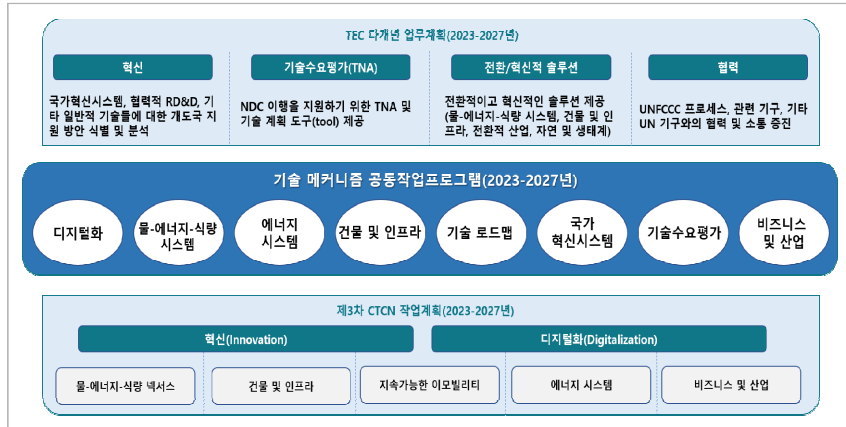 TEC 다개년 업무계획(2023-2027년)
혁신
국가혁신시스템, 협력적 RD&D, 기
타 일반적 기술들에 대한 개도국 지
원 방안 식별 및 분석
기술수요평가(TNA)
NDC 이행을 지원하기 위한 TNA 및
기술 계획 도구(tool) 제공
전환/혁신적 솔루션
전환적이고 혁신적인 솔루션 제공
(물-에너지-식량 시스템, 건물 및 인
프라, 전환적 산업, 자연 및 생태계)
협력
UNFCCC 프로세스, 관련 기구, 기타
UN 기구와의 협력 및 소통 증진
기술 메커니즘 공동작업프로그램(2023-2027년)
디지털화
물-에너지-식량
시스템
에너지
시스템
건물 및 인프라
기술 로드맵
국가
혁신시스템
기술수요평가
비즈니스
및 산업
제3차 CTCN 작업계획(2023-2027년)
혁신(Innovation)
디지털화(Digitalization)
물-에너지-식량 넥서스
건물 및 인프라
지속가능한 이모빌리티
에너지 시스템
비즈니스 및 산업